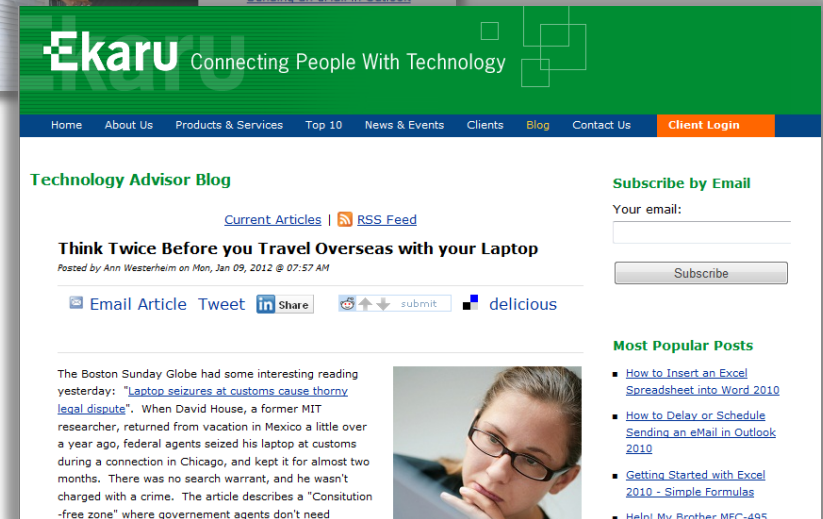 Sending an eMail in Outlook
Ekaru Connecting People With Technology
Home About Us Products & Services Top 10 News & Events Clients Blog Contact Us Client Login
Technology Advisor Blog
Current Articles | RSS Feed
Think Twice Before you Travel Overseas with your Laptop
Posted by Ann Westerheim on Mon, Jan 09, 2012 @ 07:57 AM
Email Article Tweet in Share submit delicious
The Boston Sunday Globe had some interesting reading
yesterday: "Laptop seizures at customs cause thorny
legal dispute". When David House, a former MIT
researcher, returned from vacation in Mexico a little over
a year ago, federal agents seized his laptop at customs
during a connection in Chicago, and kept it for almost two
months. There was no search warrant, and he wasn't
charged with a crime. The article describes a "Consitution
-free zone" where governement agents don't need
Subscribe by Email
Your email:
Subscribe
Most Popular Posts
How to Insert an Excel
Spreadsheet into Word 2010
How to Delay or Schedule
Sending an eMail in Outlook
2010
Getting Started with Excel
2010 - Simple Formulas
Help! My Brother MFC-495